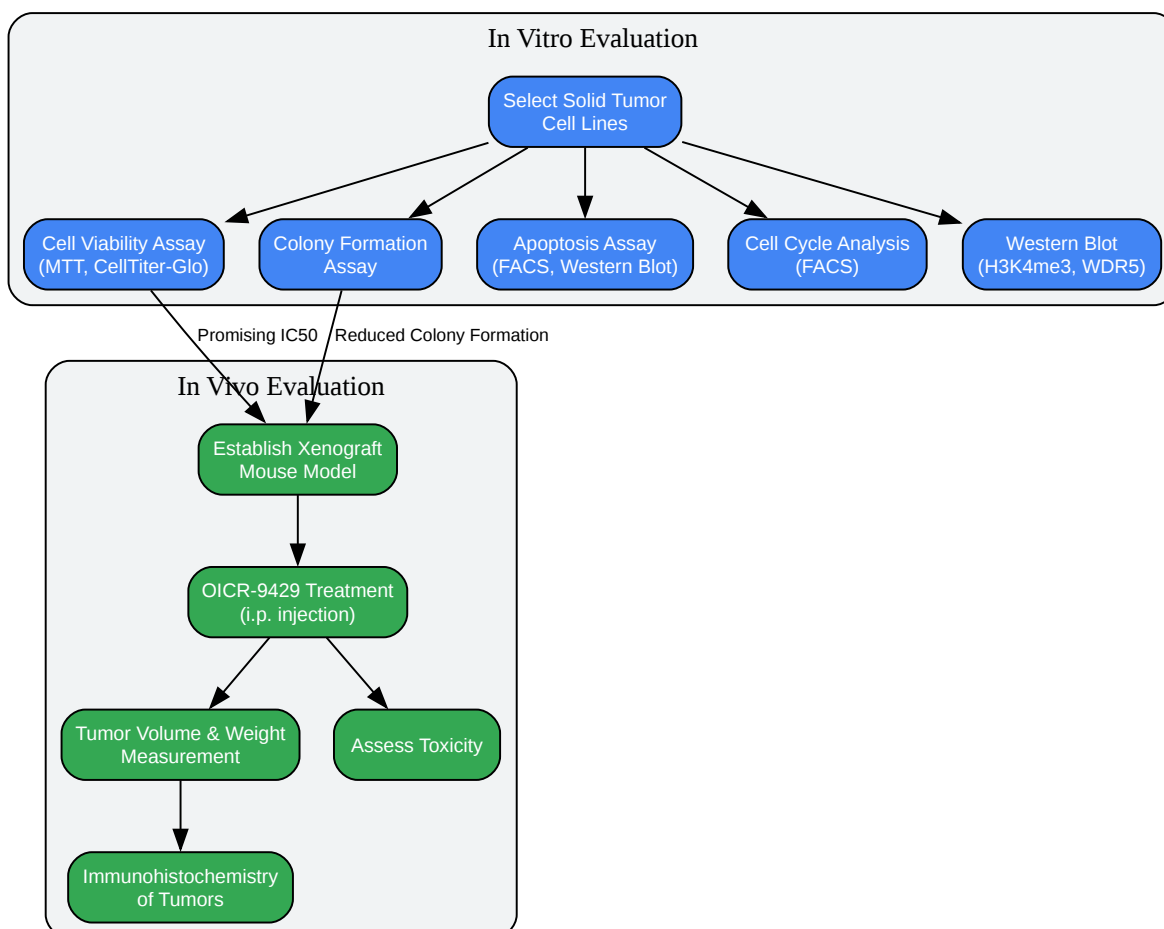 In Vitro Evaluation
Select Solid Tumor
Cell Lines
Cell Viability Assay
(MTT, CellTiter-Glo)
Colony Formation
Assay
Apoptosis Assay
(FACS, Western Blot)
Cell Cycle Analysis
(FACS)
Western Blot
(H3K4me3, WDR5)
Promising IC50
Reduced Colony Formation
In Vivo Evaluation
Establish Xenograft
Mouse Model
OICR-9429 Treatment
(i.p. injection)
Tumor Volume & Weight
Measurement
Assess Toxicity
Immunohistochemistry
of Tumors